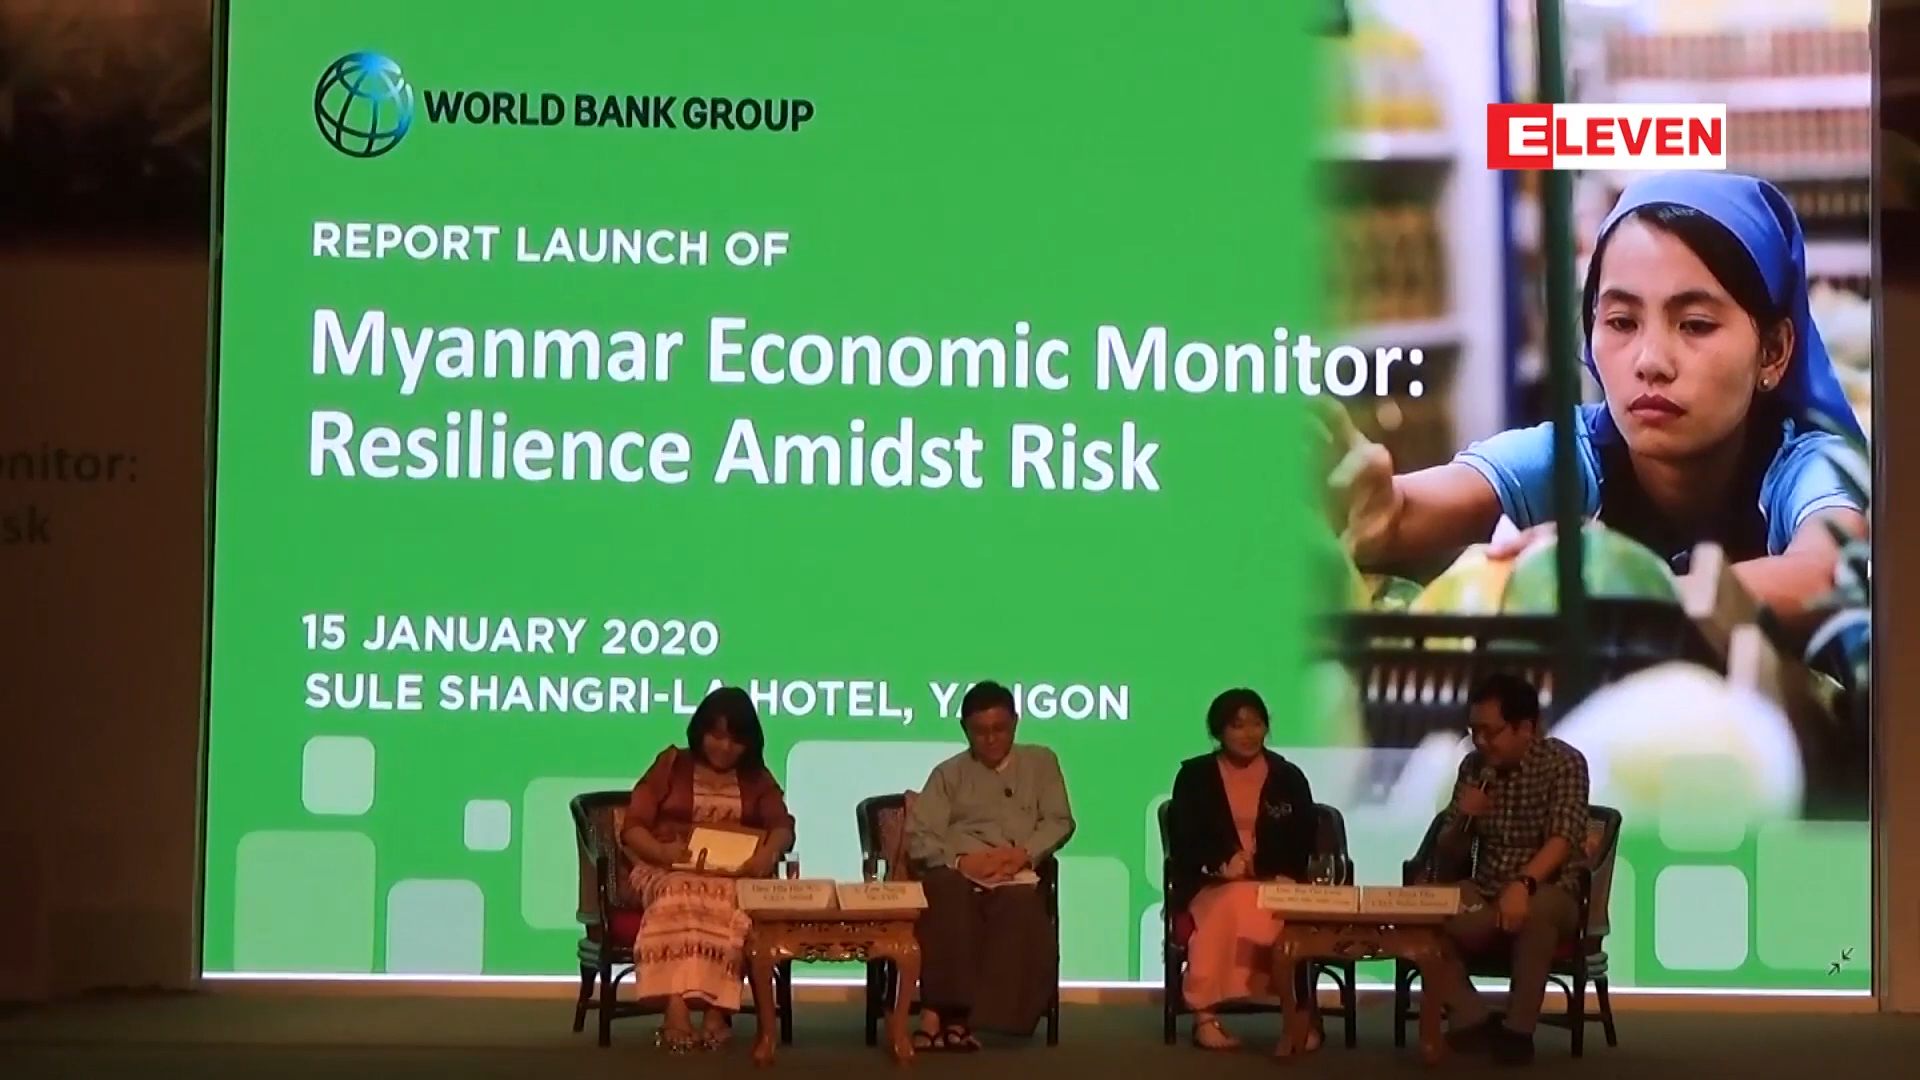 WORLD BANK GROUP
ELEVEN
REPORT LAUNCH OF
Myanmar Economic Monitor:
Resilience Amidst Risk
onitor:
sk
15 JANUARY 2020
SULE SHANGRI-LA HOTEL, YANGON